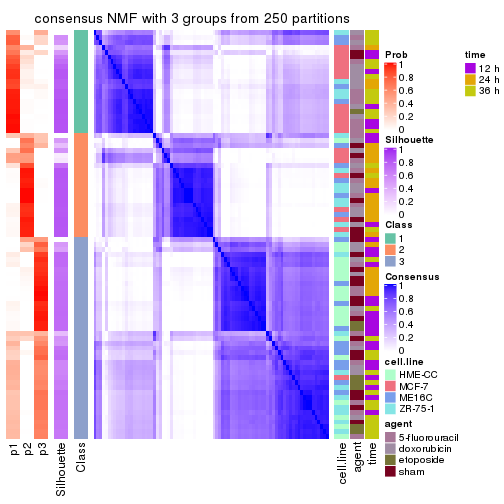 consensus NMF with 3 groups from 250 partitions
Prob
1
0.8
0.6
0.4
0.2
0
time
12 h
24 h
36 h
Silhouette
1
0.8
0.6
0.4
0.2
0
Class
1
2
3
Consensus
1
0.8
0.6
0.4
0.2
0
cell.line
HME-CC
MCF-7
ME16C
ZR-75-1
agent
5-fluorouracil
doxorubicin
etoposide
sham
p1
p2
p3
Silhouette
Class
cell.line
agent
time